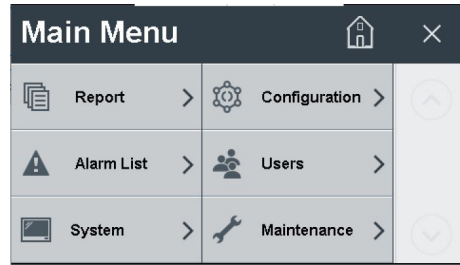 Main Menu
Report
Configuration
Alarm List
Users
System
Maintenance